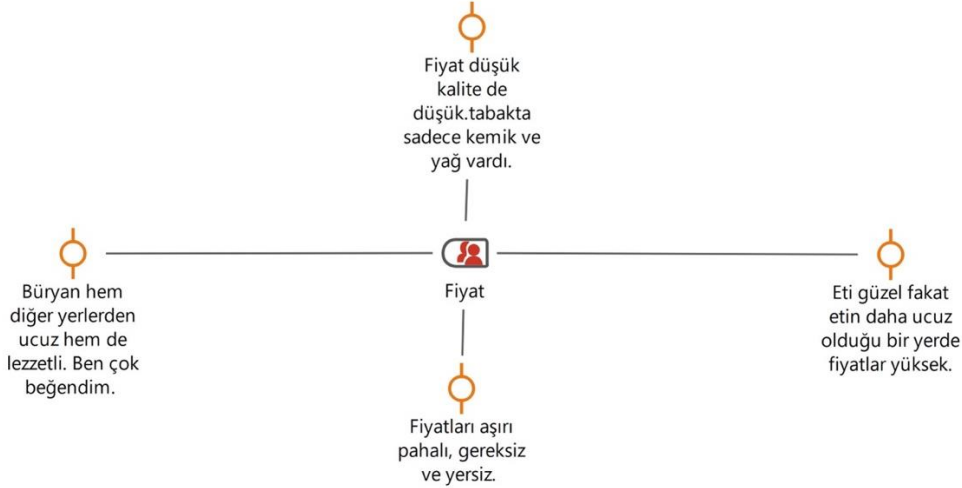 Fiyat düşük
kalite de
düşük.tabakta
sadece kemik ve
yağ vardı.
Fiyat
Büryan hem
diğer yerlerden
ucuz hem de
lezzetli. Ben çok
beğendim.
Eti güzel fakat
etin daha ucuz
olduğu bir yerde
fiyatlar yüksek.
Fiyatları aşırı
pahalı, gereksiz
ve yersiz.